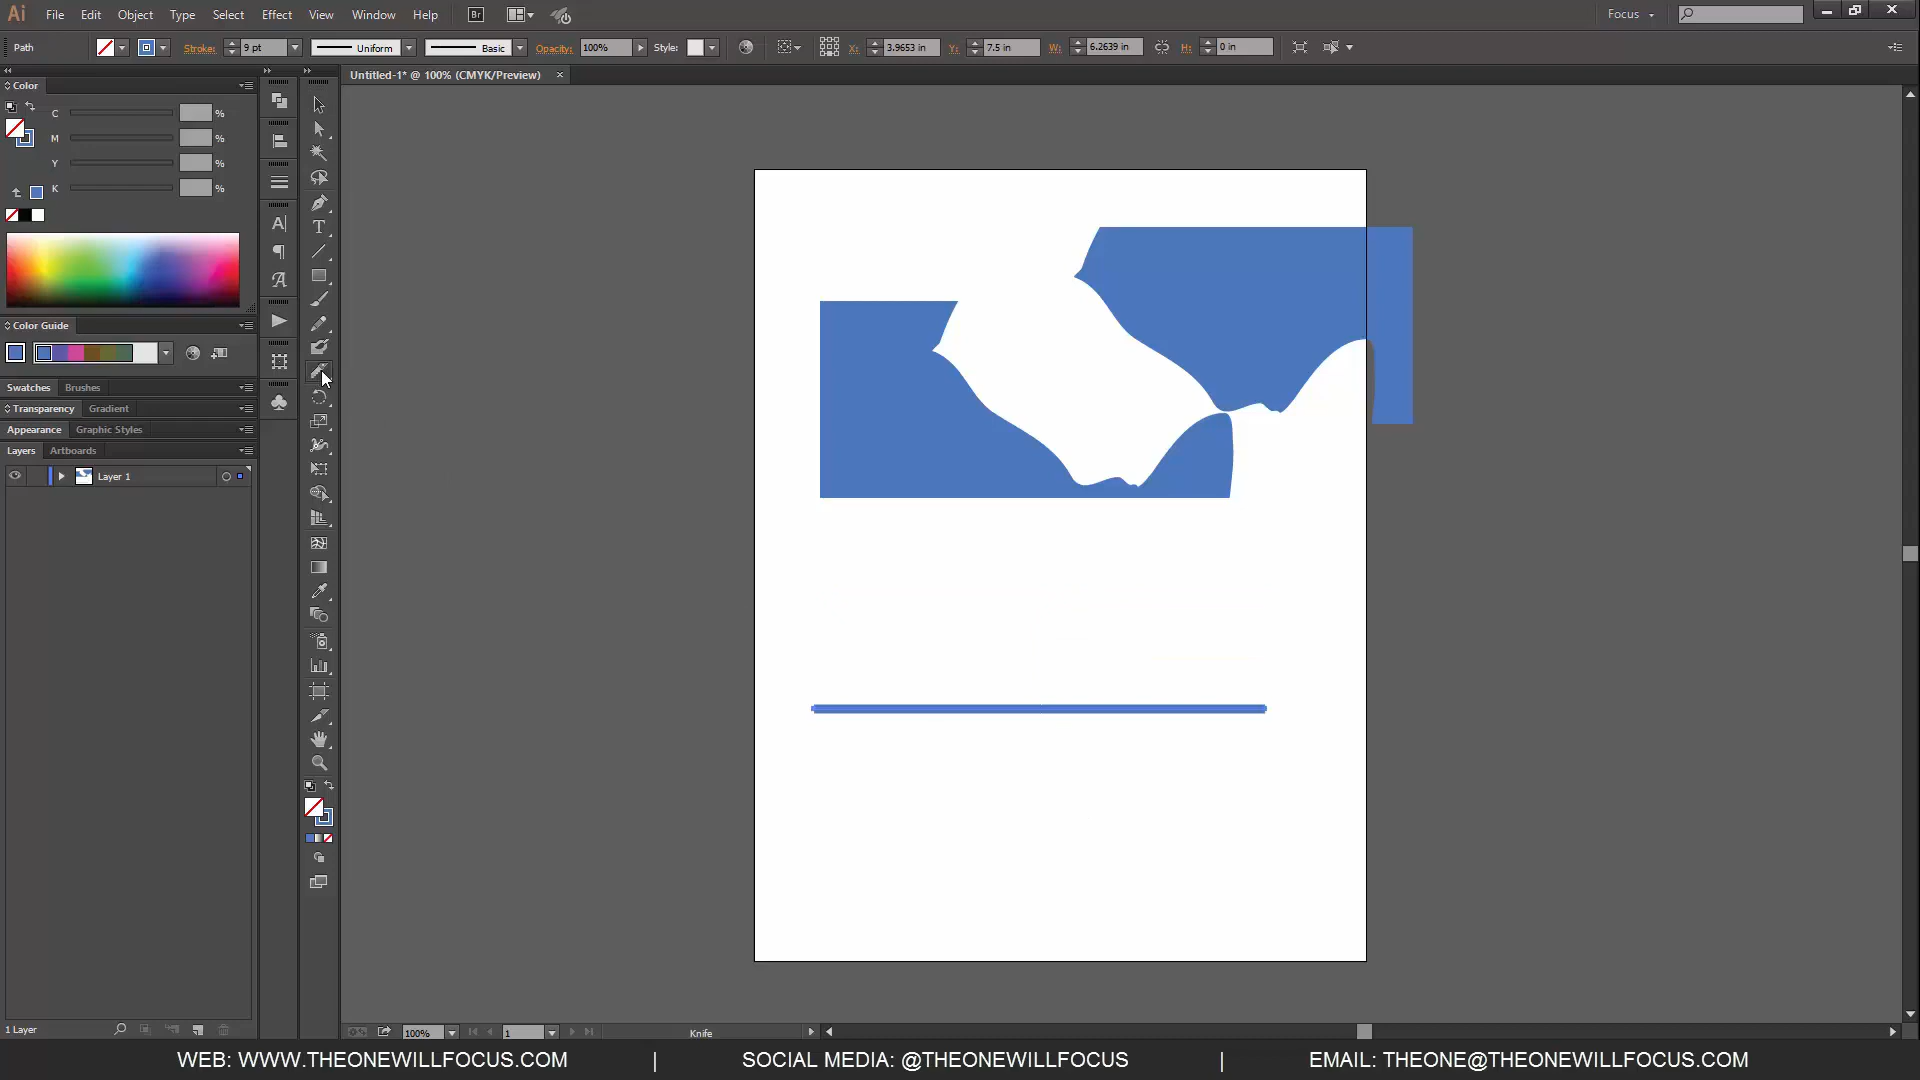 Ai File Edit Object Type Select Effect View Window Help Br Focus
Path Stroke: 9 pt Uniform Basic Opacity: 100% Style: X: 3.9653 in Y: 7.5 in W: 6.2639 in H: 0 in
Untitled-1* @ 100% (CMYK/Preview) ×
Color
C %
M %
Y %
K %
Color Guide
Swatches Brushes
Transparency Gradient
Appearance Graphic Styles
Layers Artboards
Layer 1
1 Layer 100% 1 Knife
WEB: WWW.THEONEWILLFOCUS.COM | SOCIAL MEDIA: @THEONEWILLFOCUS | EMAIL: THEONE@THEONEWILLFOCUS.COM